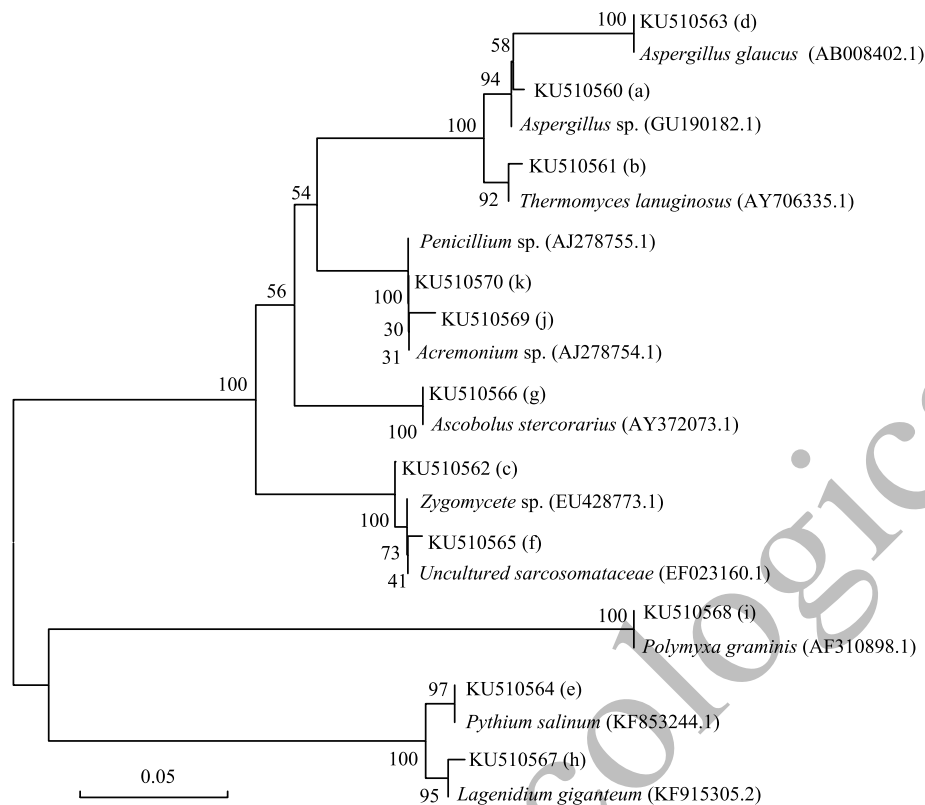 100 KU510563 (d)
58
Aspergillus glaucus (AB008402.1)
94
KU510560 (a)
100
Aspergillus sp. (GU190182.1)
KU510561 (b)
92
Thermomyces lanuginosus (AY706335.1)
54
Penicillium sp. (AJ278755.1)
KU510570 (k)
56
100
KU510569 (j)
30
31
Acremonium sp. (AJ278754.1)
100
KU510566 (g)
Ascobolus stercorarius (AY372073.1)
100
KU510562 (c)
Zygomycete sp. (EU428773.1)
100
KU510565 (f)
73
41
Uncultured sarcosomataceae (EF023160.1)
100
KU510568 (i)
Polymyxa graminis (AF310898.1)
97
KU510564 (e)
Pythium salinum (KF853244.1)
100
KU510567 (h)
95
Lagenidium giganteum (KF915305.2)
0.05
cologic